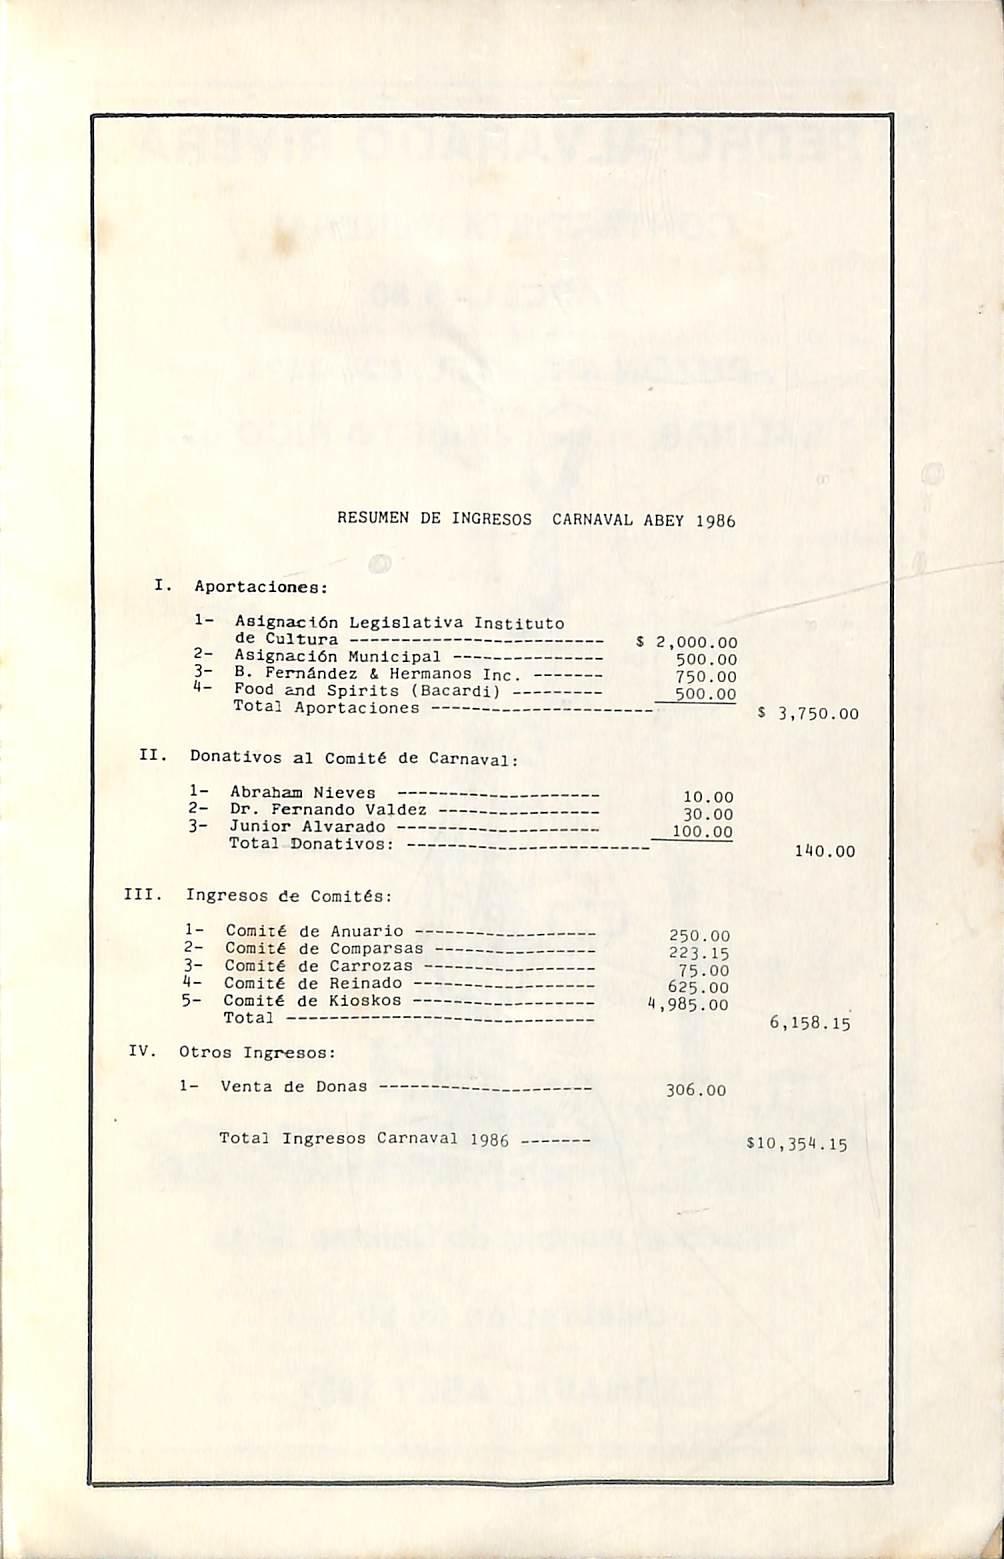 RESUMEN DE INGRESOS CARNAVAL ABEY 1986
I. Aportaciones:
1- Asignación Legislativa Instituto
de Cultura ------------------------- $ 2,000.00
2- Asignación Municipal --------------- 500.00
3- B. Fernández & Hermanos Inc. ------- 750.00
4- Food and Spirits (Bacardi) --------- 500.00
Total Aportaciones ---------------------- $ 3,750.00
II. Donativos al Comité de Carnaval:
1- Abraham Nieves -------------------- 10.00
2- Dr. Fernando Valdez ---------------- 30.00
3- Junior Alvarado -------------------- 100.00
Total Donativos: ------------------------ 140.00
III. Ingresos de Comités:
1- Comité de Anuario ------------------ 250.00
2- Comité de Comparsas ---------------- 223.15
3- Comité de Carrozas ----------------- 75.00
4- Comité de Reinado ------------------ 625.00
5- Comité de Kioskos ------------------ 4,985.00
Total ------------------------------ 6,158.15
IV. Otros Ingresos:
1- Venta de Donas --------------------- 306.00
Total Ingresos Carnaval 1986 ------- $10,354.15